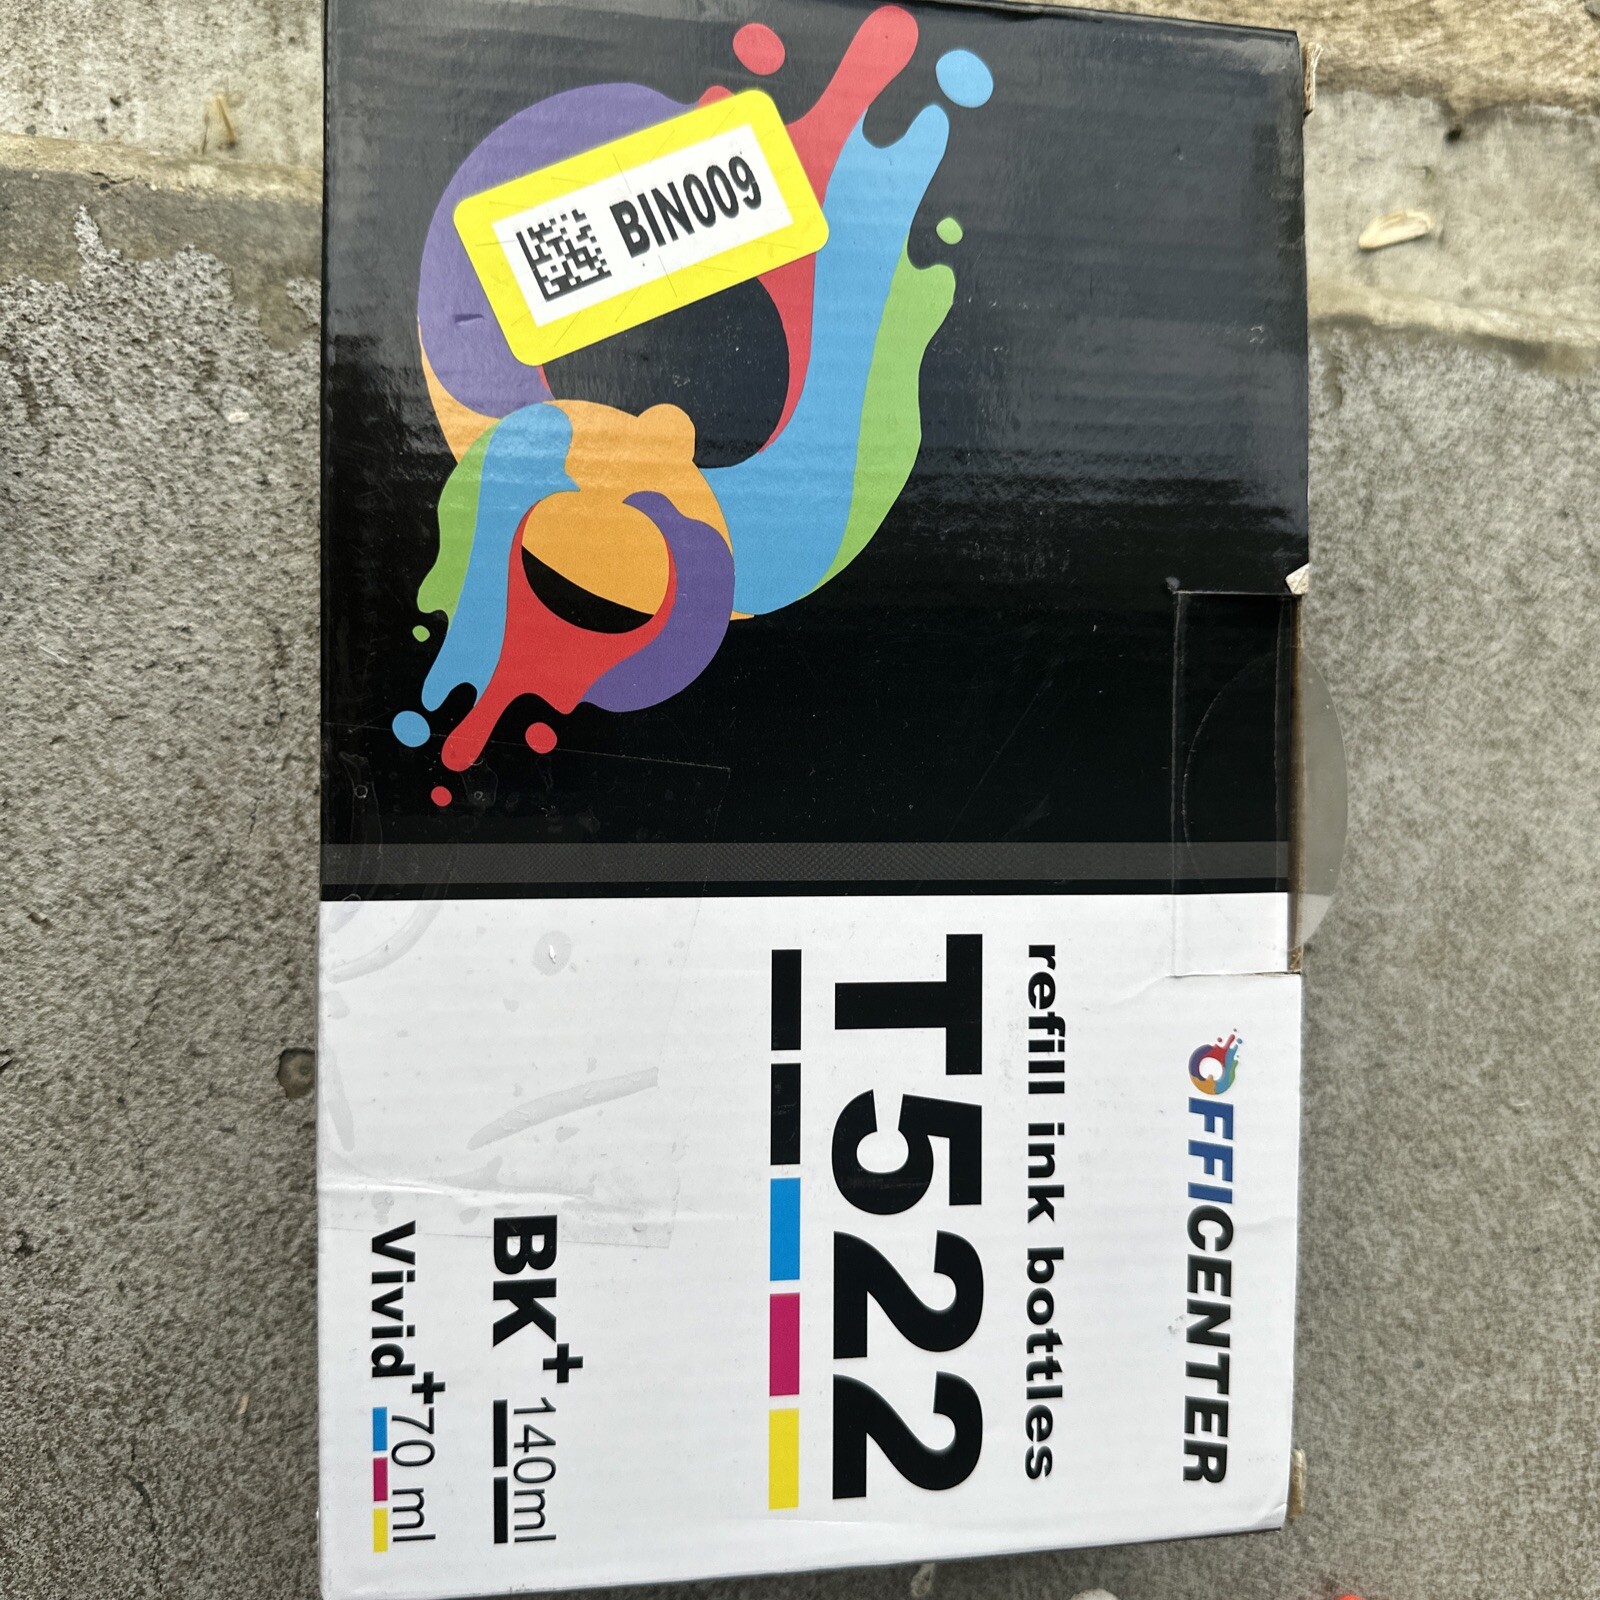 BIN009
OFFICENTER
refill ink bottles
T522
BK+ 140ml
Vivid+ 70 ml